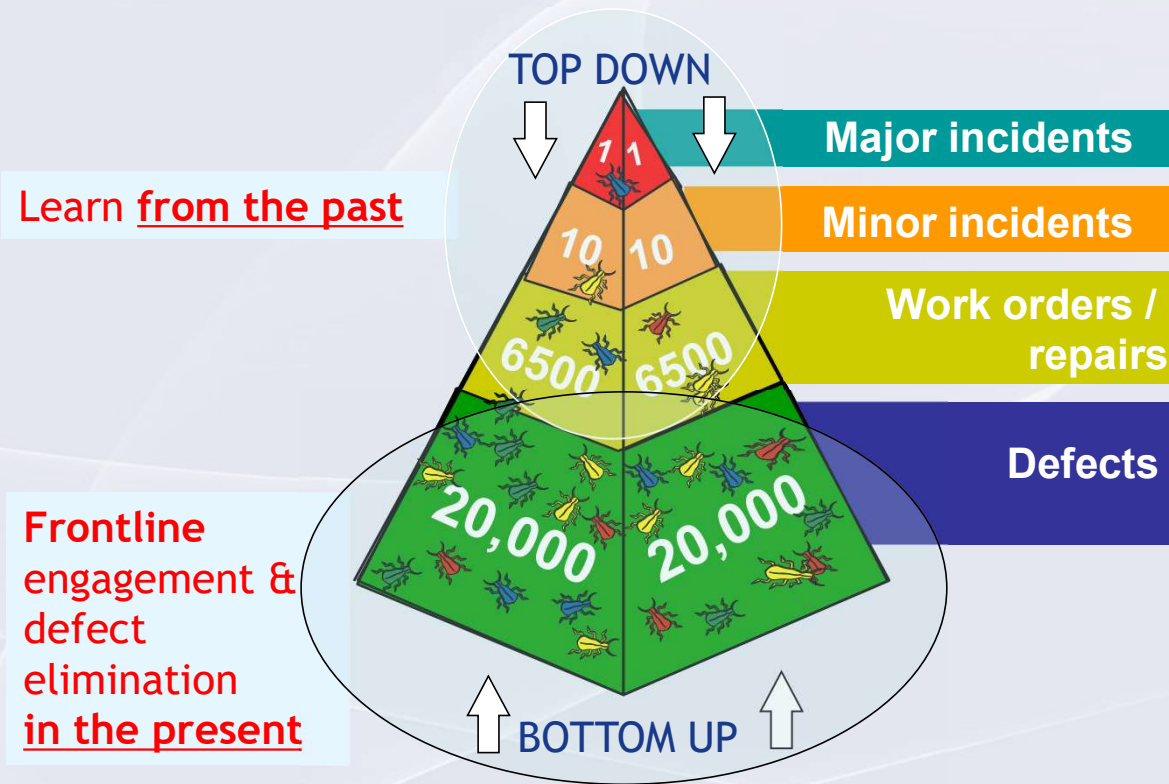 TOP DOWN
Major incidents
1 1
Learn from the past
Minor incidents
10 10
Work orders /
repairs
6500 6500
Defects
20,000 20,000
Frontline
engagement &
defect
elimination
in the present
BOTTOM UP